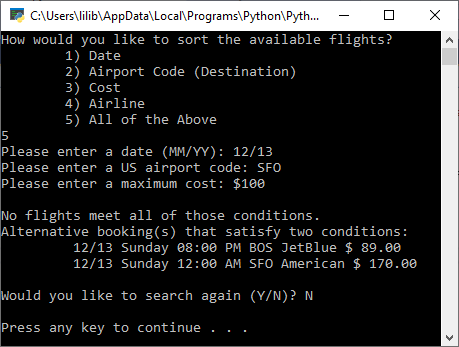 C:\Users\lilib\AppData\Local\Programs\Python\Pyth...
How would you like to sort the available flights?
1) Date
2) Airport Code (Destination)
3) Cost
4) Airline
5) All of the Above
5
Please enter a date (MM/YY): 12/13
Please enter a US airport code: SFO
Please enter a maximum cost: $100
No flights meet all of those conditions.
Alternative booking(s) that satisfy two conditions:
12/13 Sunday 08:00 PM BOS JetBlue $ 89.00
12/13 Sunday 12:00 AM SFO American $ 170.00
Would you like to search again (Y/N)? N
Press any key to continue . . .